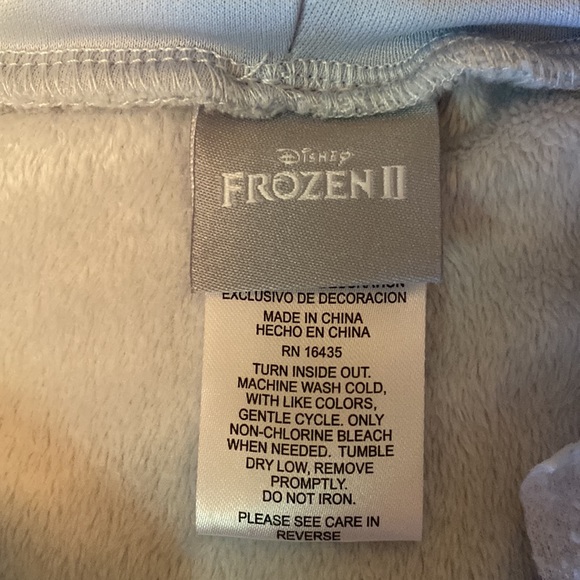 Disney
FROZEN II
EXCLUSIVO DE DECORACION
MADE IN CHINA
HECHO EN CHINA
RN 16435
TURN INSIDE OUT.
MACHINE WASH COLD,
WITH LIKE COLORS,
GENTLE CYCLE. ONLY
NON-CHLORINE BLEACH
WHEN NEEDED. TUMBLE
DRY LOW, REMOVE
PROMPTLY.
DO NOT IRON.
PLEASE SEE CARE IN
REVERSE